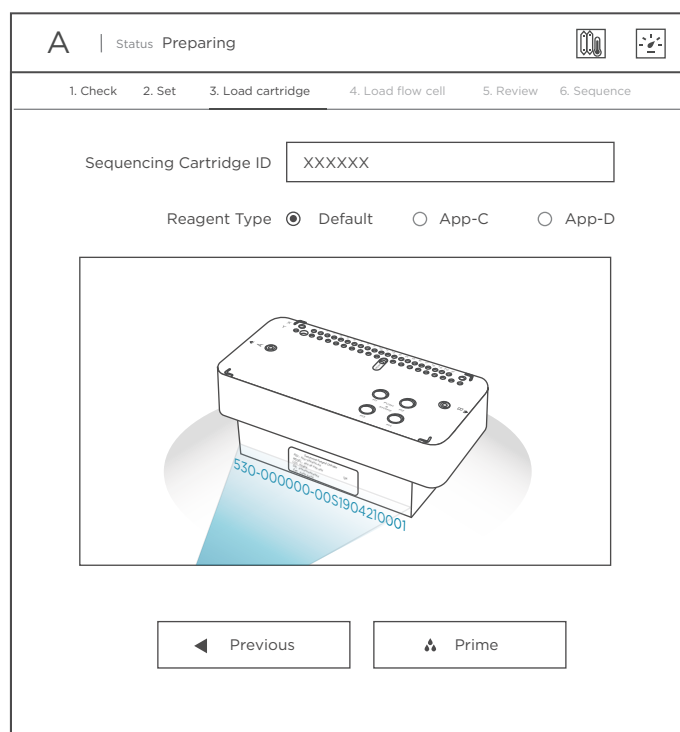 A | Status Preparing
1. Check 2. Set 3. Load cartridge 4. Load flow cell 5. Review 6. Sequence
Sequencing Cartridge ID XXXXXX
Reagent Type Default App-C App-D
530-000000-00S1904210001
Previous Prime